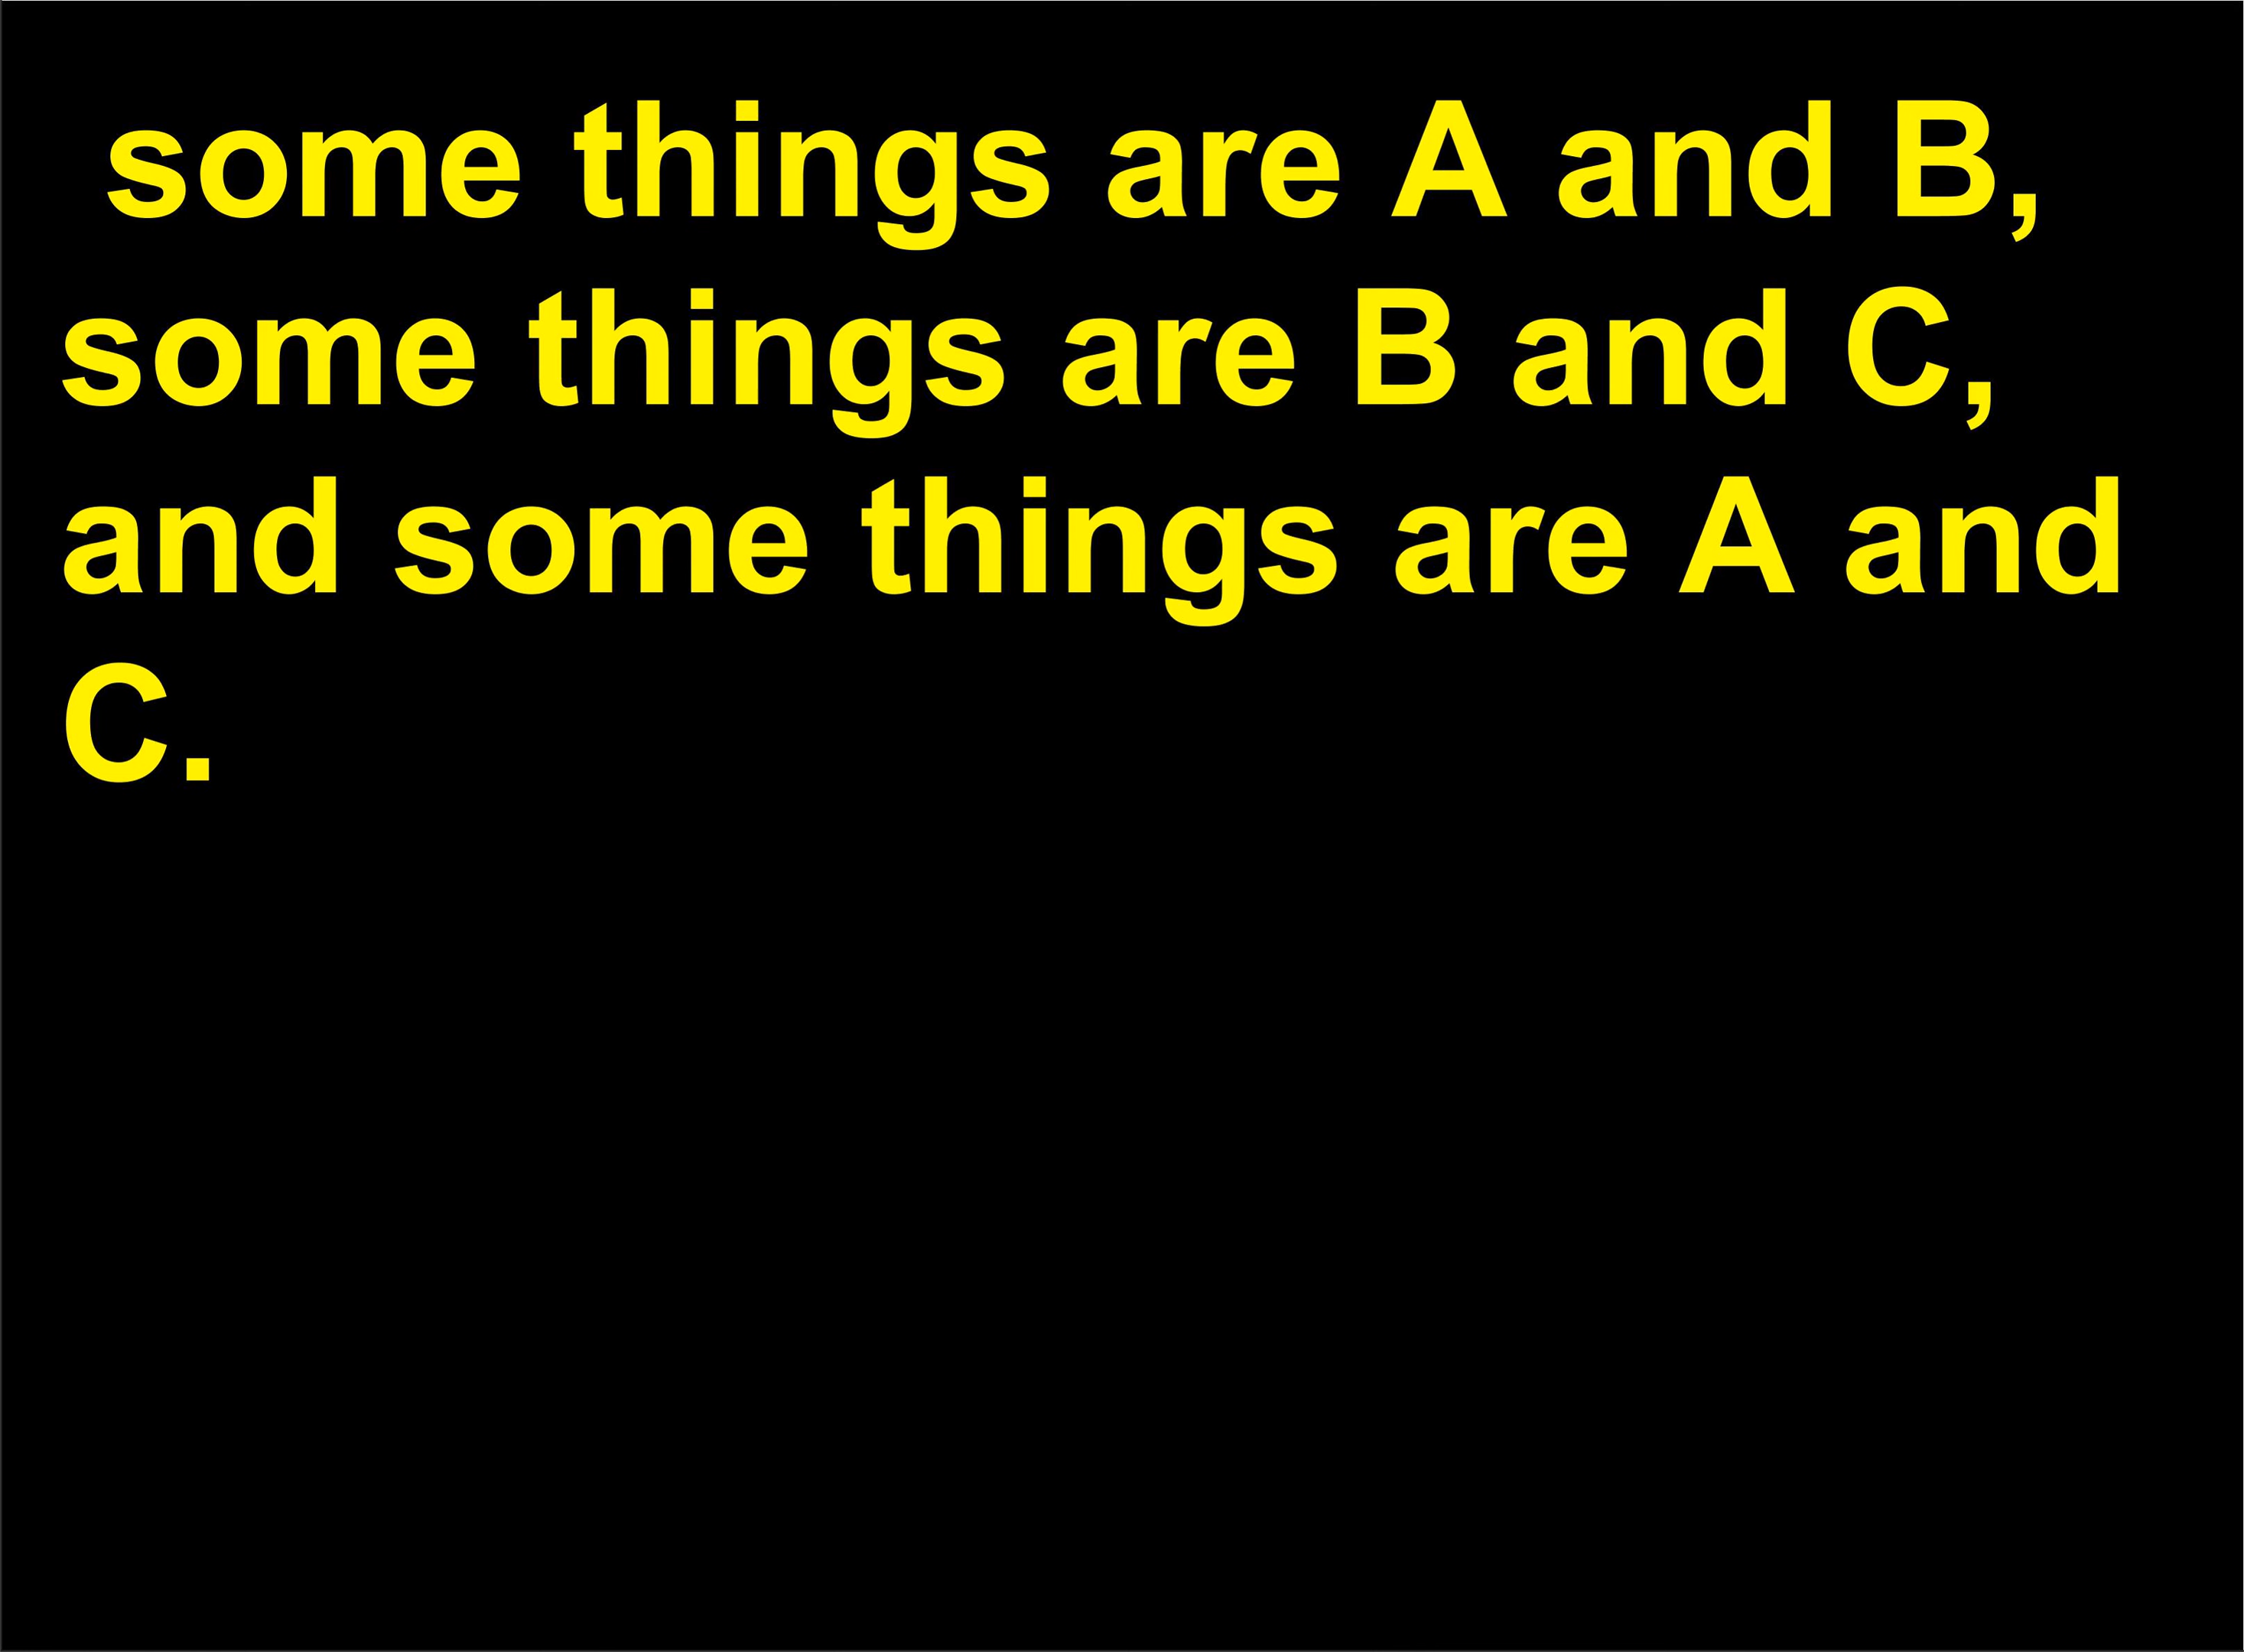 some things are A and B,
some things are B and C,
and some things are A and
C.